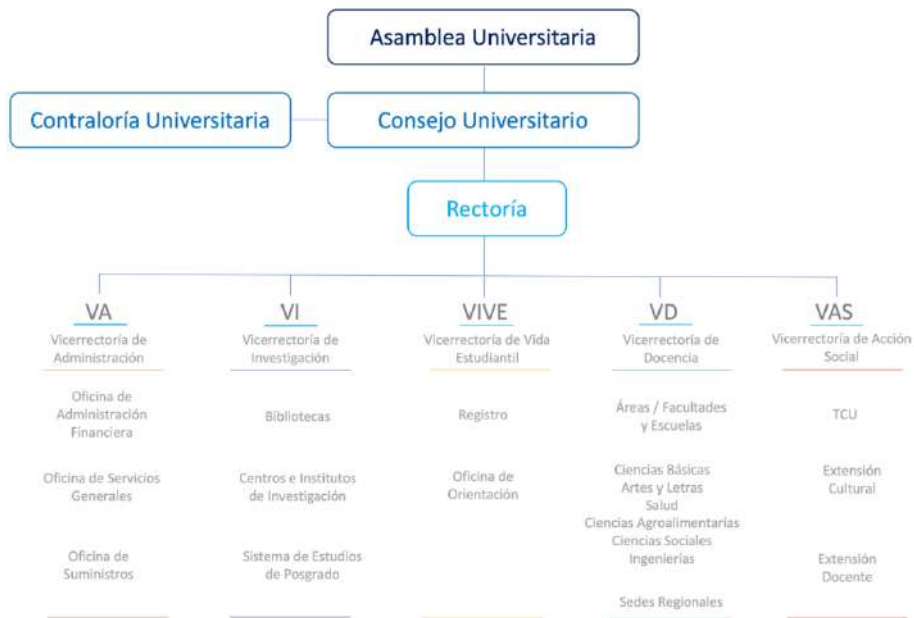 Asamblea Universitaria
Contraloría Universitaria
Consejo Universitario
Rectoría
VA
Vicerrectoría de
Administración
Oficina de
Administración
Financiera
Oficina de Servicios
Generales
Oficina de
Suministros
VI
Vicerrectoría de
Investigación
Bibliotecas
Centros e Institutos
de Investigación
Sistema de Estudios
de Posgrado
VIVE
Vicerrectoría de Vida
Estudiantil
Registro
Oficina de
Orientación
VD
Vicerrectoría de
Docencia
Áreas / Facultades
y Escuelas
Ciencias Básicas
Artes y Letras
Salud
Ciencias Agroalimentarias
Ciencias Sociales
Ingenierías
Sedes Regionales
VAS
Vicerrectoría de Acción
Social
TCU
Extensión
Cultural
Extensión
Docente